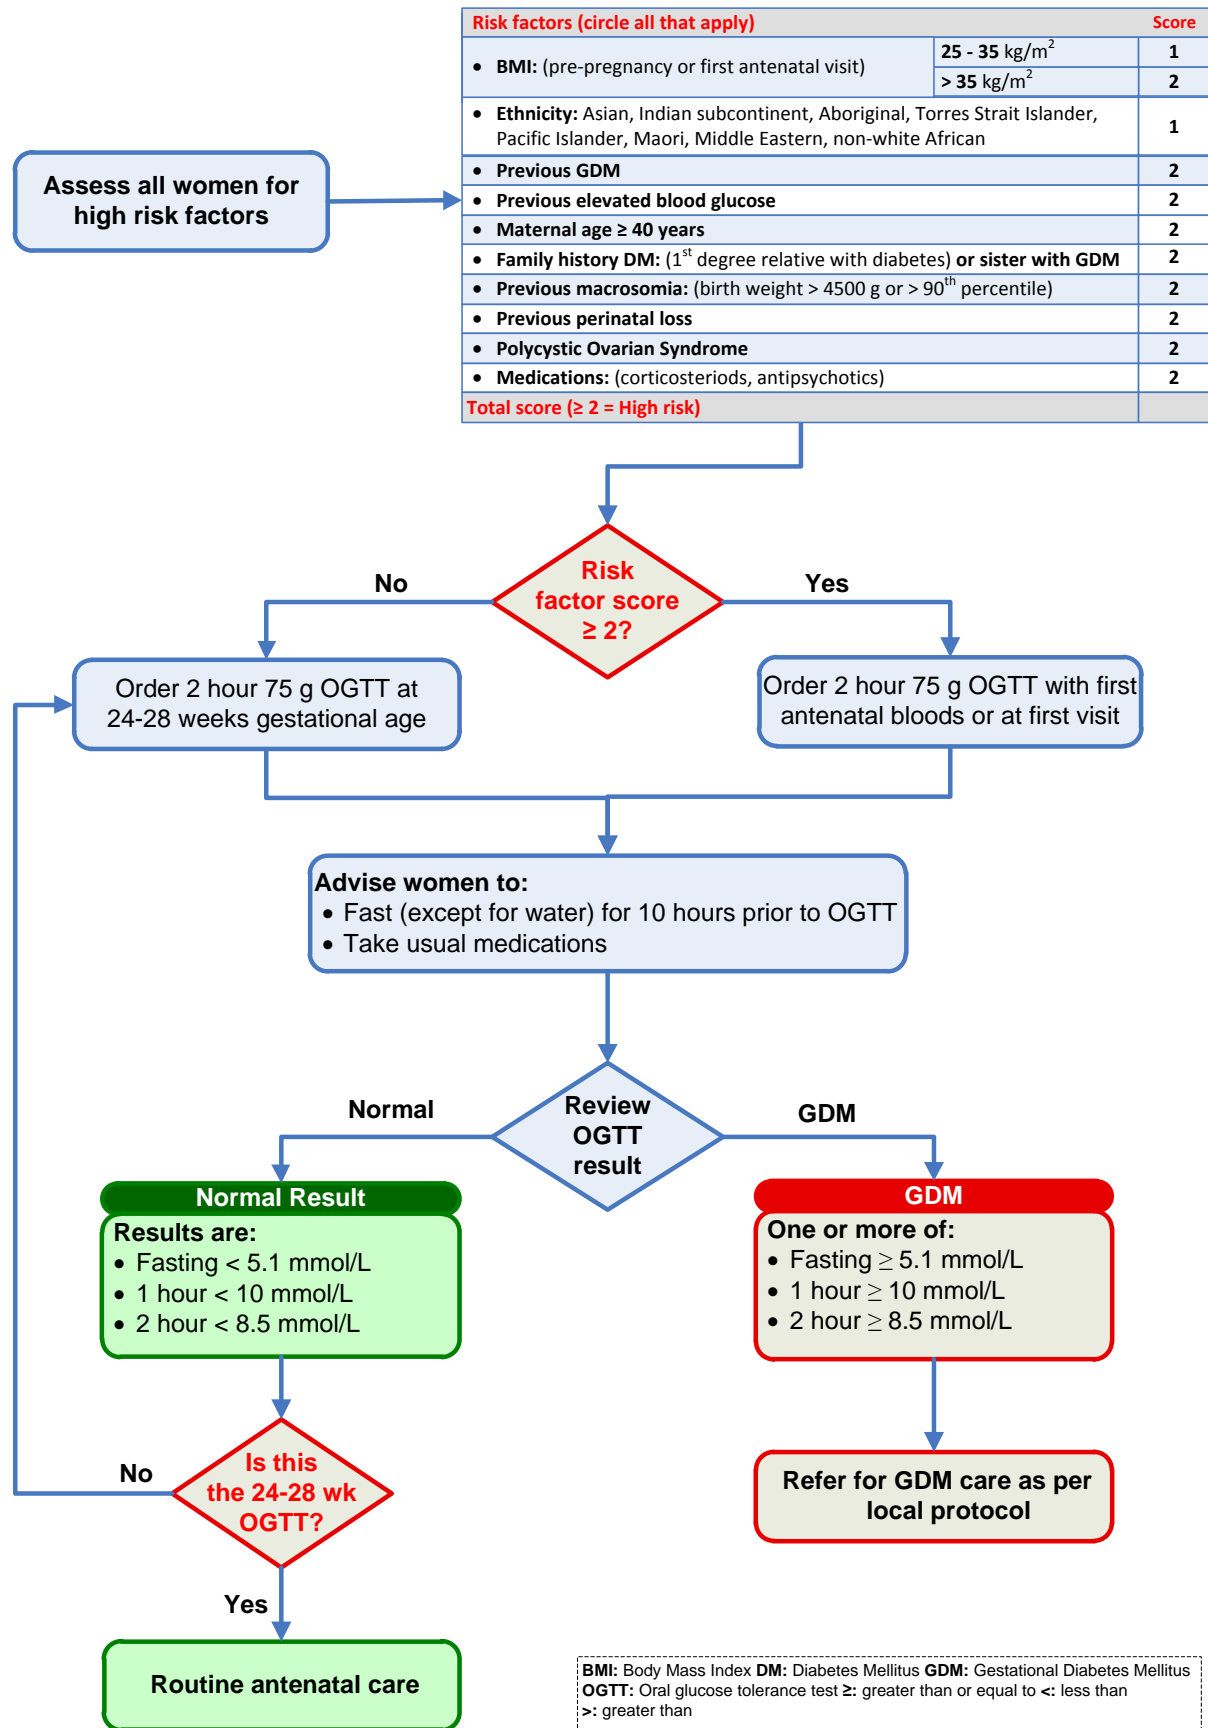 Risk factors (circle all that apply) Score
• BMI: (pre-pregnancy or first antenatal visit)
25 - 35 kg/m² 1
> 35 kg/m² 2
• Ethnicity: Asian, Indian subcontinent, Aboriginal, Torres Strait Islander,
Pacific Islander, Maori, Middle Eastern, non-white African
1
• Previous GDM 2
• Previous elevated blood glucose 2
• Maternal age ≥ 40 years 2
• Family history DM: (1st degree relative with diabetes) or sister with GDM 2
• Previous macrosomia: (birth weight > 4500 g or > 90th percentile) 2
• Previous perinatal loss 2
• Polycystic Ovarian Syndrome 2
• Medications: (corticosteriods, antipsychotics) 2
Total score (≥ 2 = High risk)
Assess all women for
high risk factors
Risk
factor score
≥ 2?
No
Yes
Order 2 hour 75 g OGTT at
24-28 weeks gestational age
Order 2 hour 75 g OGTT with first
antenatal bloods or at first visit
Advise women to:
• Fast (except for water) for 10 hours prior to OGTT
• Take usual medications
Review
OGTT
result
Normal
GDM
Normal Result
Results are:
• Fasting < 5.1 mmol/L
• 1 hour < 10 mmol/L
• 2 hour < 8.5 mmol/L
GDM
One or more of:
• Fasting ≥ 5.1 mmol/L
• 1 hour ≥ 10 mmol/L
• 2 hour ≥ 8.5 mmol/L
Is this
the 24-28 wk
OGTT?
No
Yes
Refer for GDM care as per
local protocol
Routine antenatal care
BMI: Body Mass Index DM: Diabetes Mellitus GDM: Gestational Diabetes Mellitus
OGTT: Oral glucose tolerance test ≥: greater than or equal to <: less than
>: greater than